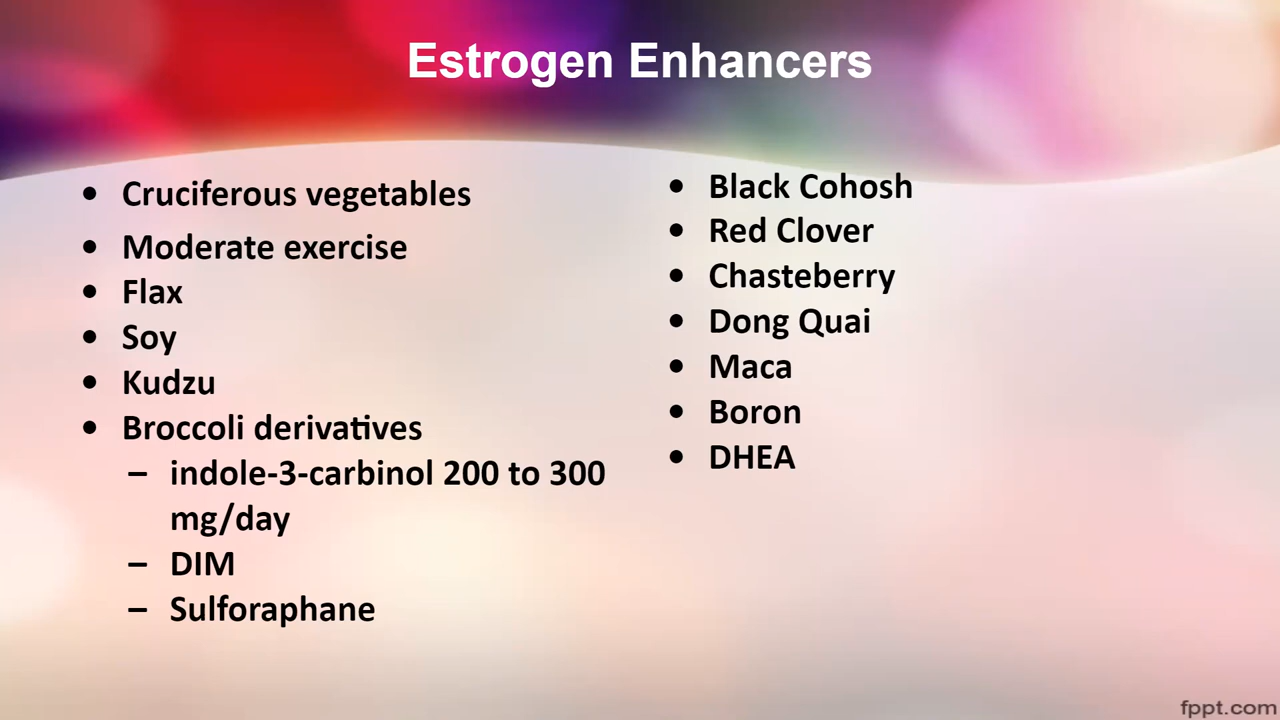 Estrogen Enhancers
• Cruciferous vegetables
• Moderate exercise
• Flax
• Soy
• Kudzu
• Broccoli derivatives
– indole-3-carbinol 200 to 300
mg/day
– DIM
– Sulforaphane
• Black Cohosh
• Red Clover
• Chasteberry
• Dong Quai
• Maca
• Boron
• DHEA
fppt.com